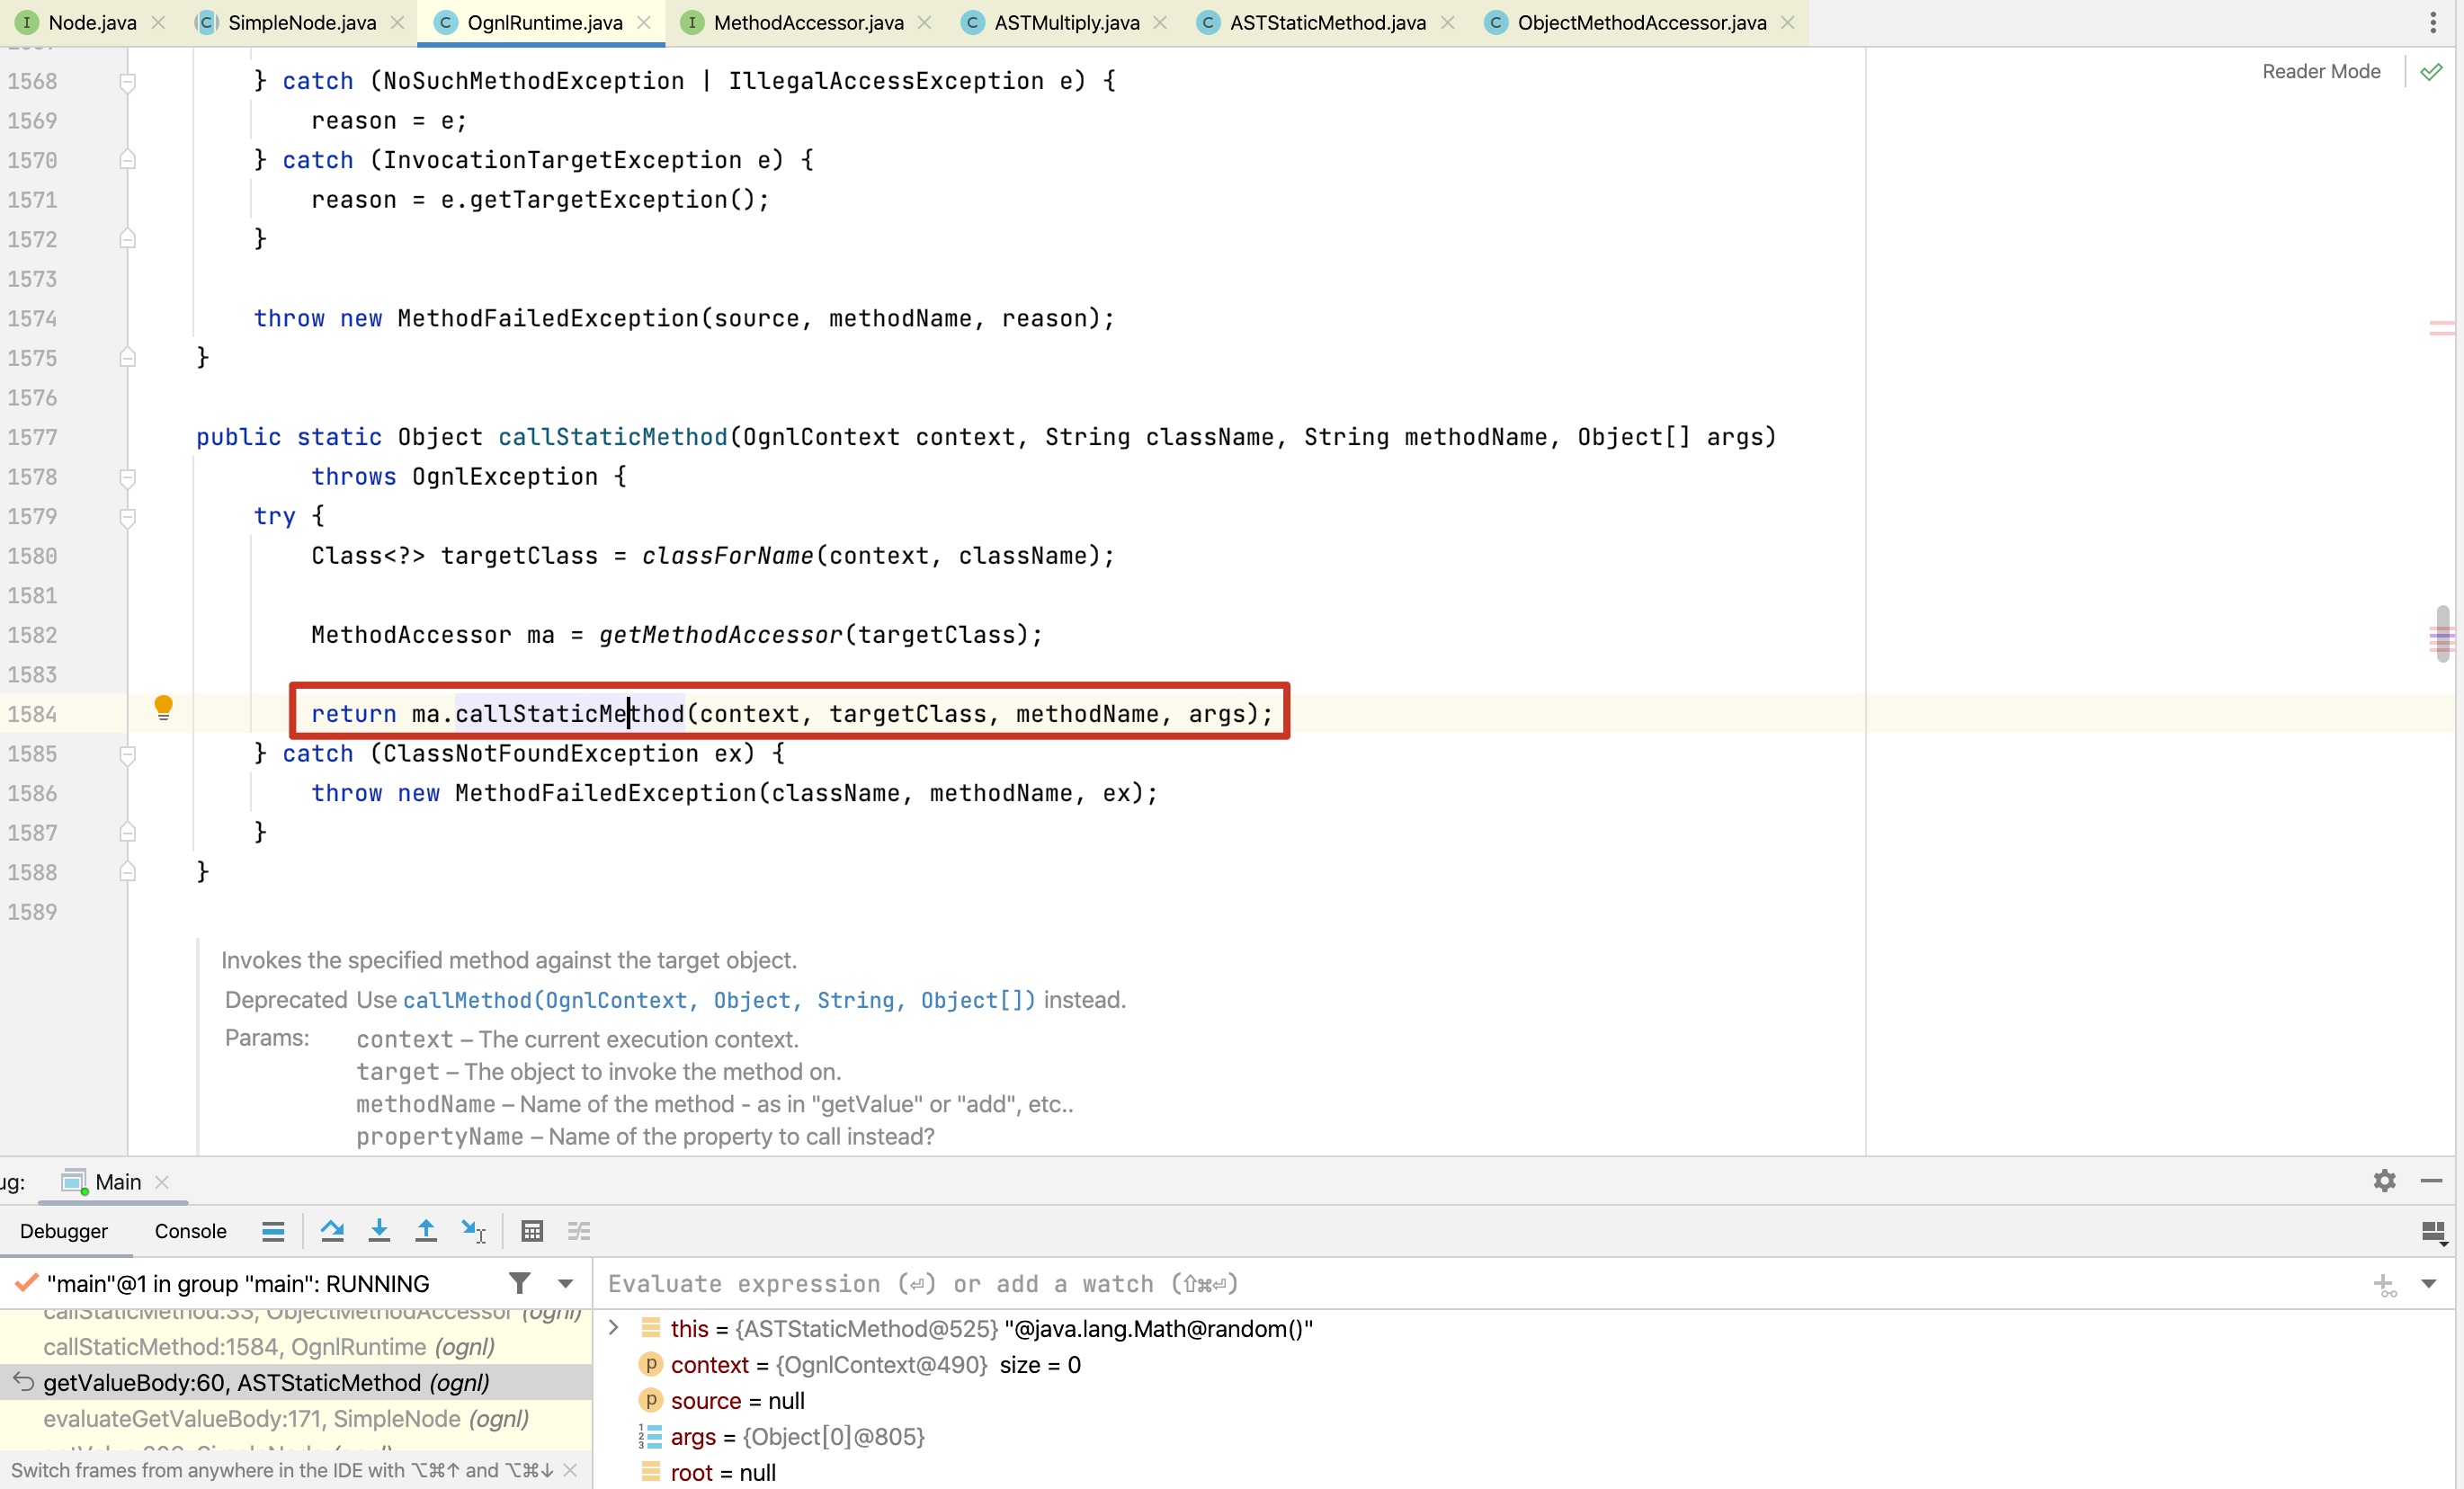 Node.java SimpleNode.java OgnlRuntime.java MethodAccessor.java ASTMultiply.java ASTStaticMethod.java ObjectMethodAccessor.java
Reader Mode
1568 } catch (NoSuchMethodException | IllegalAccessException e) {
1569 reason = e;
1570 } catch (InvocationTargetException e) {
1571 reason = e.getTargetException();
1572 }
1573
1574 throw new MethodFailedException(source, methodName, reason);
1575 }
1576
1577 public static Object callStaticMethod(OgnlContext context, String className, String methodName, Object[] args)
1578 throws OgnlException {
1579 try {
1580 Class<?> targetClass = classForName(context, className);
1581
1582 MethodAccessor ma = getMethodAccessor(targetClass);
1583
1584 return ma.callStaticMethod(context, targetClass, methodName, args);
1585 } catch (ClassNotFoundException ex) {
1586 throw new MethodFailedException(className, methodName, ex);
1587 }
1588 }
1589
Invokes the specified method against the target object.
Deprecated Use callMethod(OgnlContext, Object, String, Object[]) instead.
Params: context – The current execution context.
target – The object to invoke the method on.
methodName – Name of the method - as in "getValue" or "add", etc..
propertyName – Name of the property to call instead?
ug: Main
Debugger Console
"main"@1 in group "main": RUNNING
Evaluate expression (⏎) or add a watch (⇧⌘⏎)
callStaticMethod:33, ObjectMethodAccessor (ognl)
callStaticMethod:1584, OgnlRuntime (ognl)
getValueBody:60, ASTStaticMethod (ognl)
evaluateGetValueBody:171, SimpleNode (ognl)
Switch frames from anywhere in the IDE with ⌥⌘↑ and ⌥⌘↓
this = {ASTStaticMethod@525} "@java.lang.Math@random()"
context = {OgnlContext@490} size = 0
source = null
args = {Object[0]@805}
root = null